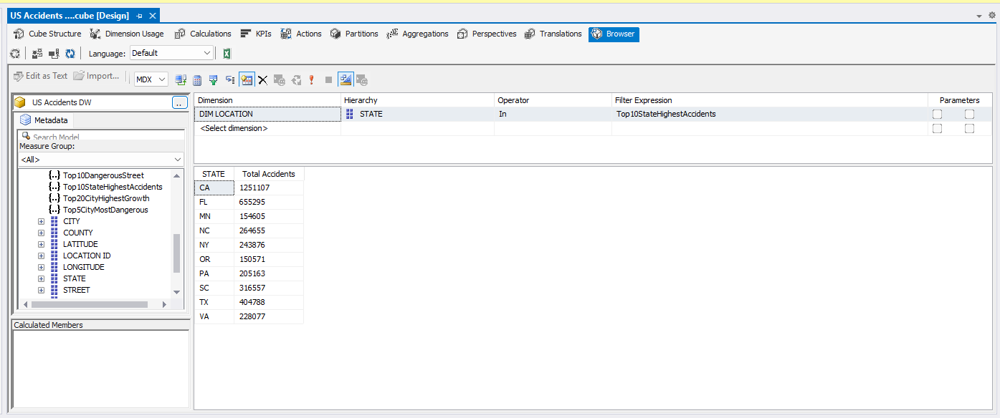 US Accidents ....cube [Design]
Cube Structure Dimension Usage Calculations KPIs Actions Partitions Aggregations Perspectives Translations Browser
Language: Default
Edit as Text Import... MDX
US Accidents DW ..
Metadata
Search Model
Measure Group:
<All>
{..} Top10DangerousStreet
{..} Top10StateHighestAccidents
{..} Top20CityHighestGrowth
{..} Top5CityMostDangerous
CITY
COUNTY
LATITUDE
LOCATION ID
LONGITUDE
STATE
STREET
Calculated Members
Dimension Hierarchy Operator Filter Expression Parameters
DIM LOCATION STATE In Top10StateHighestAccidents
<Select dimension>
STATE Total Accidents
CA 1251107
FL 655295
MN 154605
NC 264655
NY 243876
OR 150571
PA 205163
SC 316557
TX 404788
VA 228077